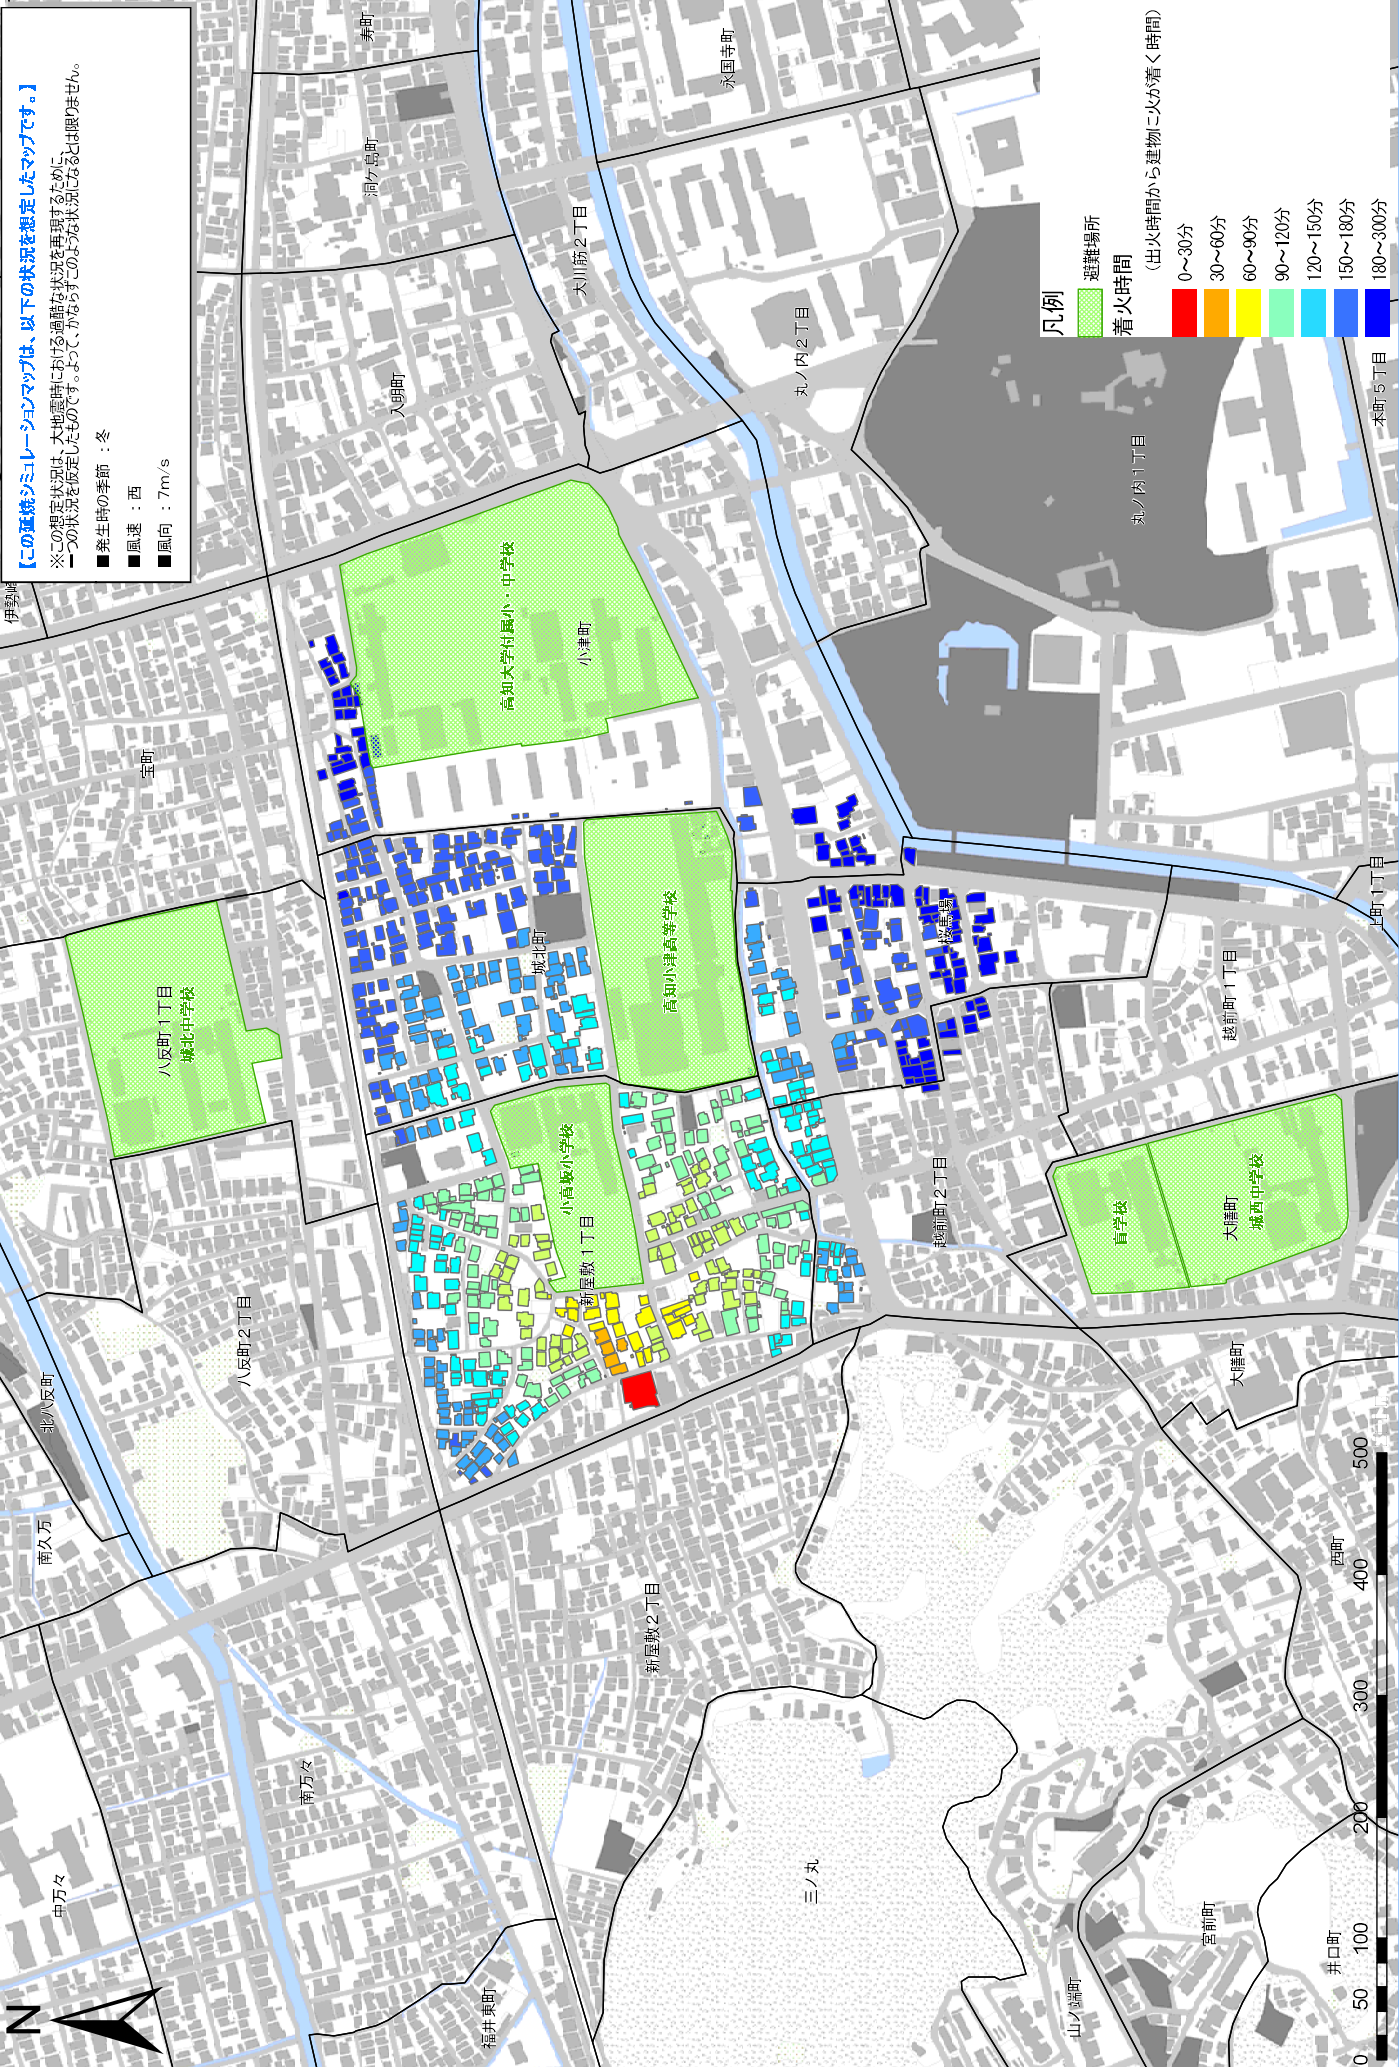 【この延焼シミュレーションマップは、以下の状況を想定したマップです。】
※この想定状況は、大地震時における過酷な状況を再現するために、
一つの状況を仮定したものです。よって、かならずこのような状況になるとは限りません。
■発生時の季節 ：冬
■風速 ：西
■風向 ：7m/s
寿町
洞ヶ島町
永国寺町
大川筋２丁目
入明町
丸ノ内２丁目
丸ノ内１丁目
本町５丁目
宝町
高知大学付属小・中学校
小津町
八反町１丁目
城北中学校
城北町
高知小津高等学校
桜馬場
上町１丁目
越前町１丁目
小高坂小学校
新屋敷１丁目
越前町２丁目
盲学校
大膳町
城西中学校
八反町２丁目
北八反町
大膳町
南久万
新屋敷２丁目
西町
南万々
中万々
三ノ丸
宮前町
井口町
山ノ端町
福井東町
N
凡例
避難場所
着火時間
（出火時間から建物に火が着く時間）
0～30分
30～60分
60～90分
90～120分
120～150分
150～180分
180～300分
0
50
100
200
300
400
500